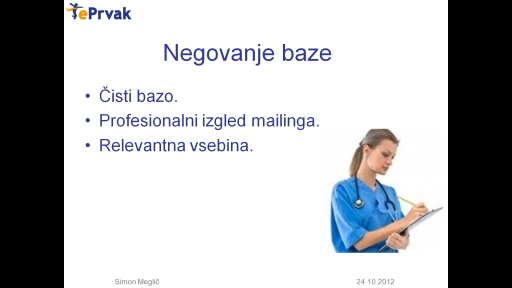 ePrvak
Negovanje baze
• Čisti bazo.
• Profesionalni izgled mailinga.
• Relevantna vsebina.
Simon Meglič
24.10.2012